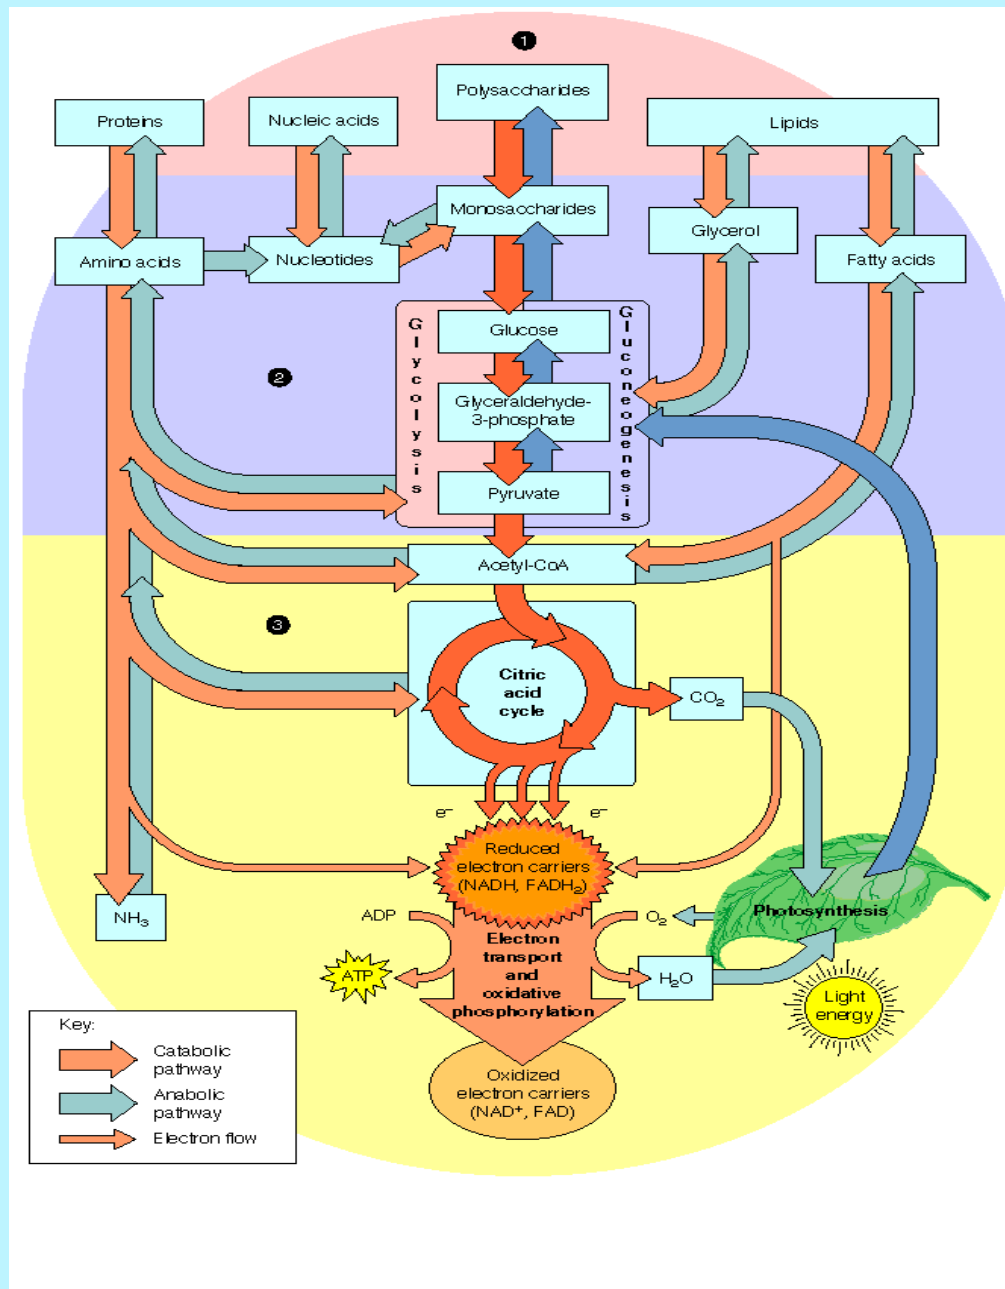 1
Polysaccharides
Proteins
Nucleic acids
Lipids
Monosaccharides
Glycerol
Amino acids
Nucleotides
Fatty acids
Glycolysis
Gluconeogenesis
Glucose
2
Glyceraldehyde-
3-phosphate
Pyruvate
Acetyl-CoA
3
Citric
acid
cycle
CO₂
e⁻
e⁻
Reduced
electron carriers
(NADH, FADH₂)
NH₃
ADP
O₂
Photosynthesis
Electron
transport
and
oxidative
phosphorylation
ATP
H₂O
Light
energy
Key:
Catabolic
pathway
Anabolic
pathway
Electron flow
Oxidized
electron carriers
(NAD⁺, FAD)